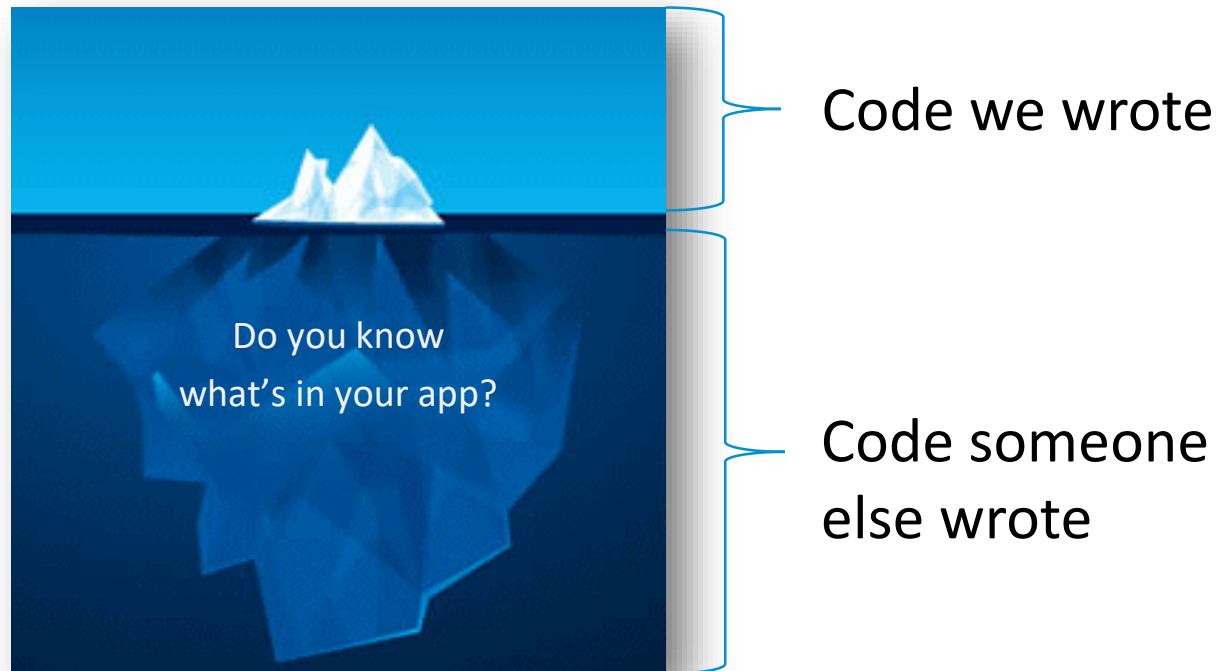 Code we wrote
Do you know
what's in your app?
Code someone
else wrote